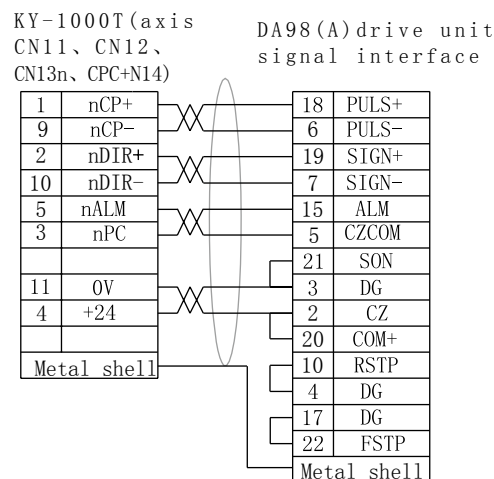 KY-1000T(axis
CN11、CN12、
CN13n、CPC+N14)
DA98(A)drive unit
signal interface
1 nCP+
9 nCP-
2 nDIR+
10 nDIR-
5 nALM
3 nPC
11 0V
4 +24
Metal shell
18 PULS+
6 PULS-
19 SIGN+
7 SIGN-
15 ALM
5 CZCOM
21 SON
3 DG
2 CZ
20 COM+
10 RSTP
4 DG
17 DG
22 FSTP
Metal shell